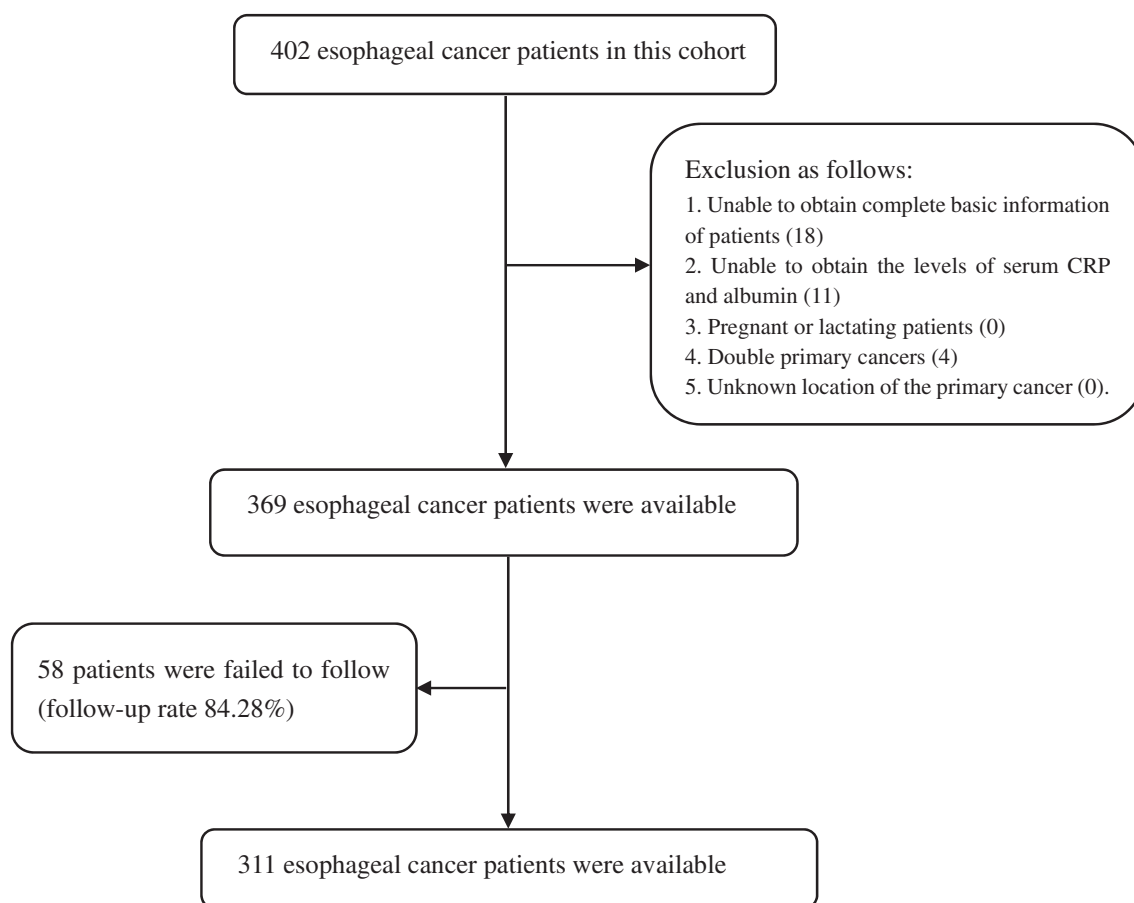 402 esophageal cancer patients in this cohort
Exclusion as follows:
1. Unable to obtain complete basic information
of patients (18)
2. Unable to obtain the levels of serum CRP
and albumin (11)
3. Pregnant or lactating patients (0)
4. Double primary cancers (4)
5. Unknown location of the primary cancer (0).
369 esophageal cancer patients were available
58 patients were failed to follow
(follow-up rate 84.28%)
311 esophageal cancer patients were available